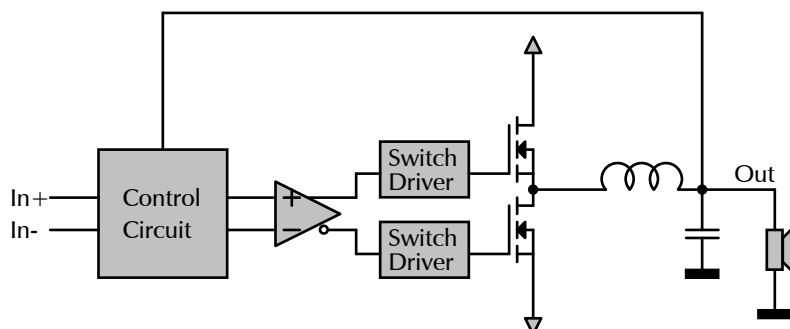 Switch
Driver
In+
In-
Control
Circuit
+
−
Out
Switch
Driver